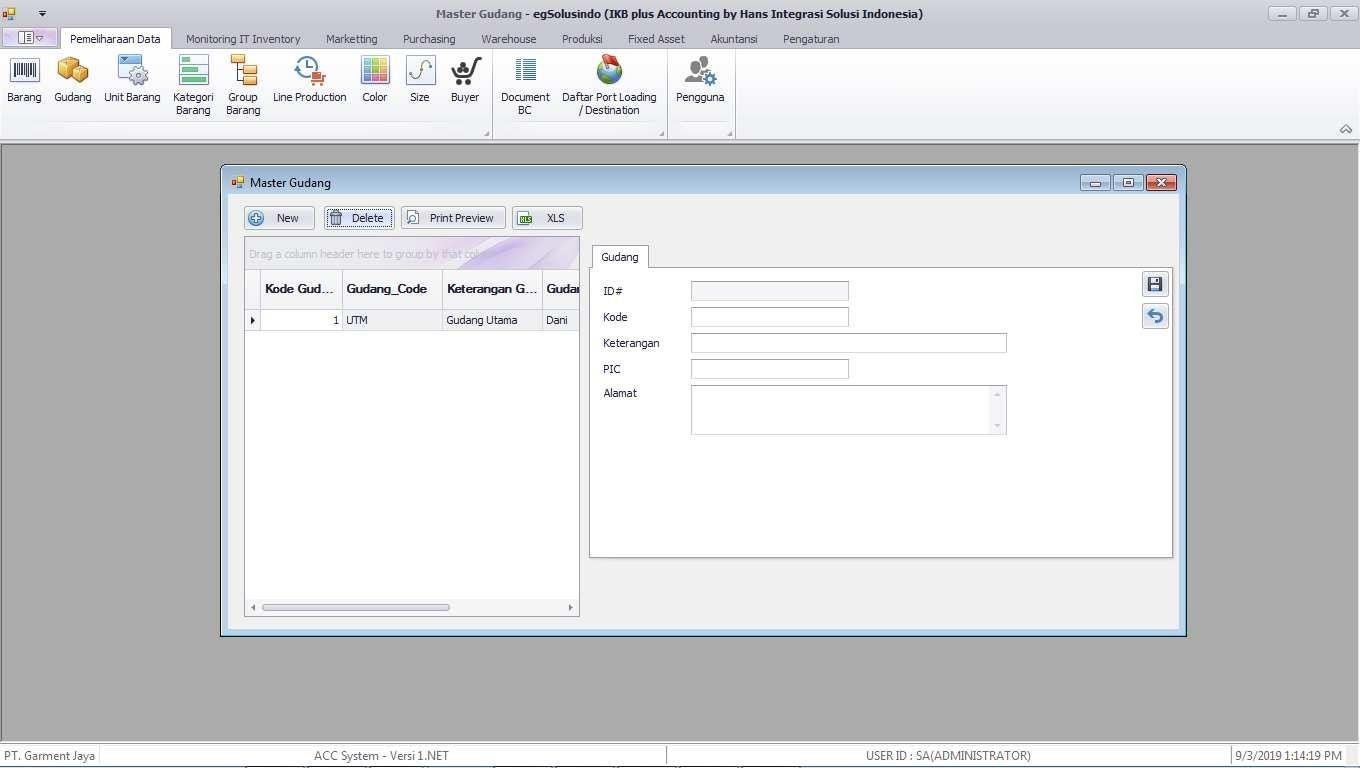 Master Gudang - egSolusindo (IKB plus Accounting by Hans Integrasi Solusi Indonesia)
Pemeliharaan Data Monitoring IT Inventory Marketting Purchasing Warehouse Produksi Fixed Asset Akuntansi Pengaturan
Barang Gudang Unit Barang Kategori Barang Group Barang Line Production Color Size Buyer Document BC Daftar Port Loading / Destination Pengguna
Master Gudang
New Delete Print Preview XLS XLS
Drag a column header here to group by that
Gudang
Kode Gud... Gudang_Code Keterangan G...
1 UTM Gudang Utama Dani
ID#
Kode
Keterangan
PIC
Alamat
PT. Garment Jaya ACC System - Versi 1.NET USER ID : SA(ADMINISTRATOR) 9/3/2019 1:14:19 PM